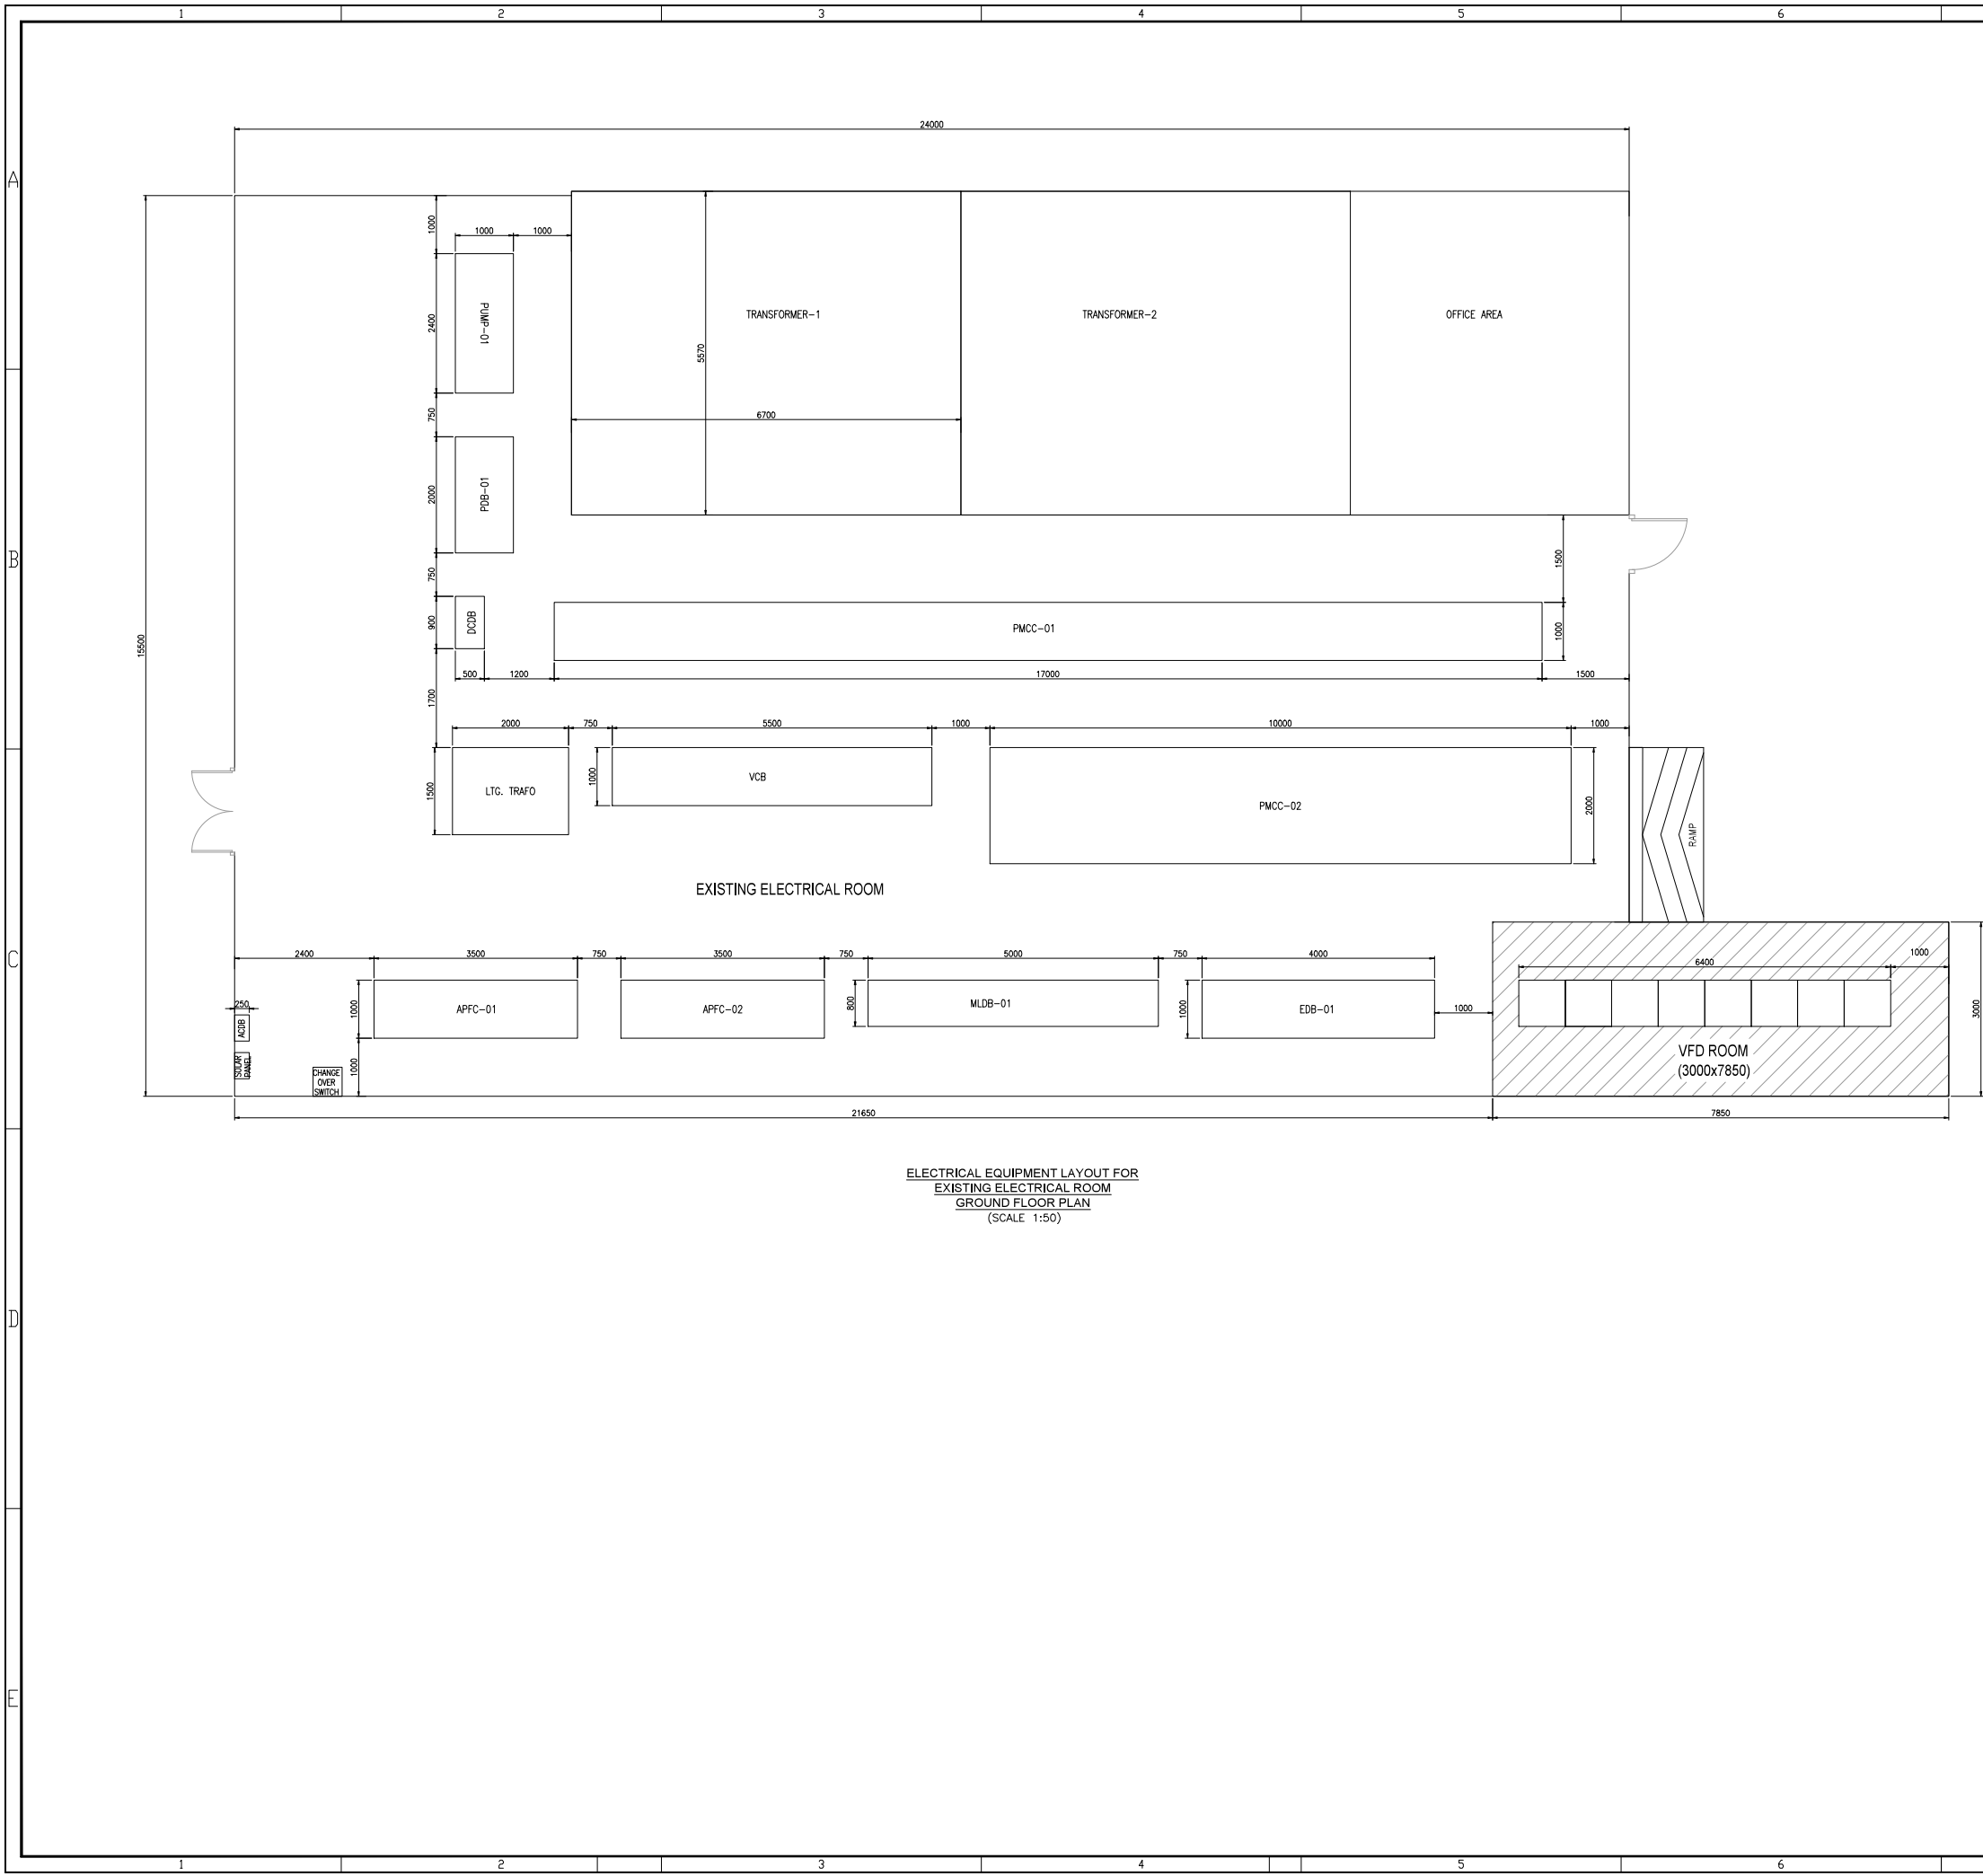 1 2 3 4 5 6
24000
A
1000
1000 1000
PUMP-01
2400
TRANSFORMER-1
TRANSFORMER-2
OFFICE AREA
5570
750
6700
PDB-01
2000
B
750
1500
DCDB
900
PMCC-01
1000
15500
500 1200 17000 1500
1700
2000 750 5500 1000 10000 1000
LTG. TRAFO
1500
1000
VCB
PMCC-02
2000
RAMP
EXISTING ELECTRICAL ROOM
C
2400 3500 750 3500 750 5000 750 4000
6400
1000
3000
250
ACDB
1000
APFC-01
APFC-02
800
MLDB-01
1000
EDB-01
1000
SOLAR
PANEL
1000
CHANGE
OVER
SWITCH
VFD ROOM
(3000x7850)
21650 7850
ELECTRICAL EQUIPMENT LAYOUT FOR
EXISTING ELECTRICAL ROOM
GROUND FLOOR PLAN
(SCALE 1:50)
D
E
1 2 3 4 5 6